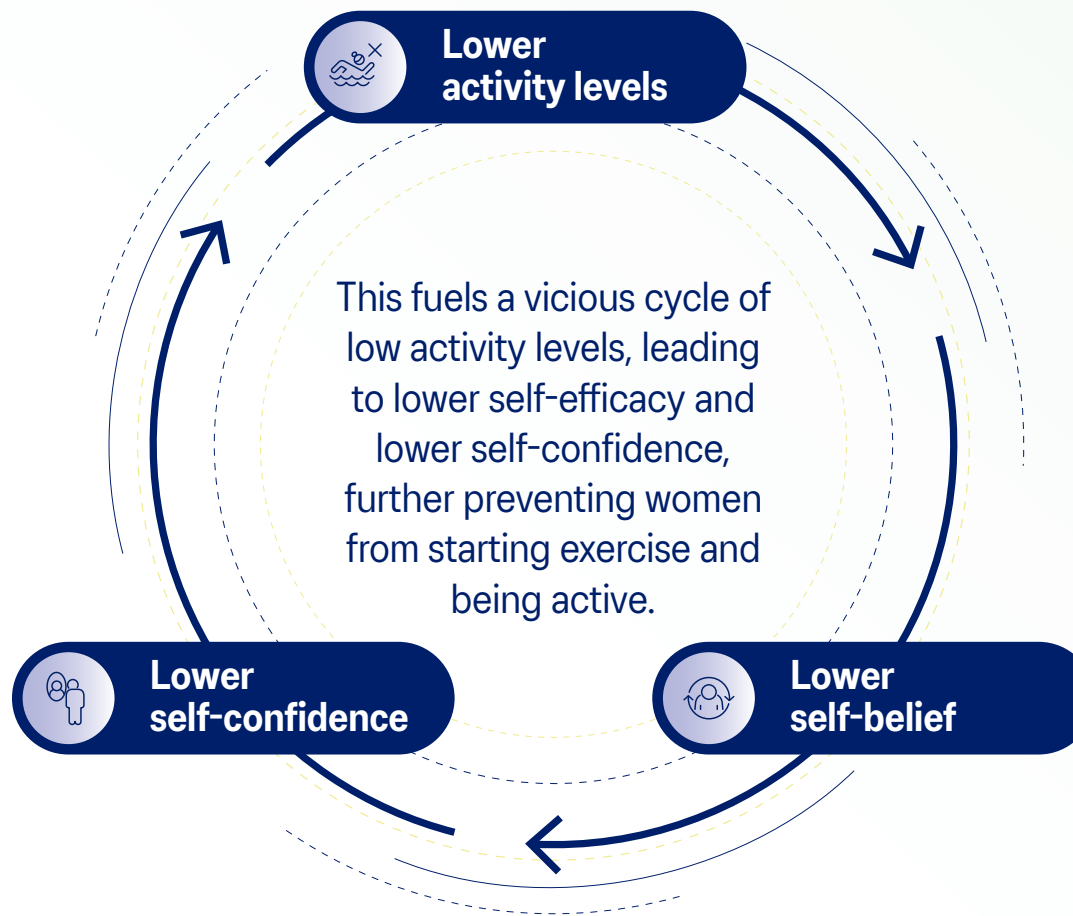 Lower
activity levels
This fuels a vicious cycle of
low activity levels, leading
to lower self-efficacy and
lower self-confidence,
further preventing women
from starting exercise and
being active.
Lower
self-confidence
Lower
self-belief